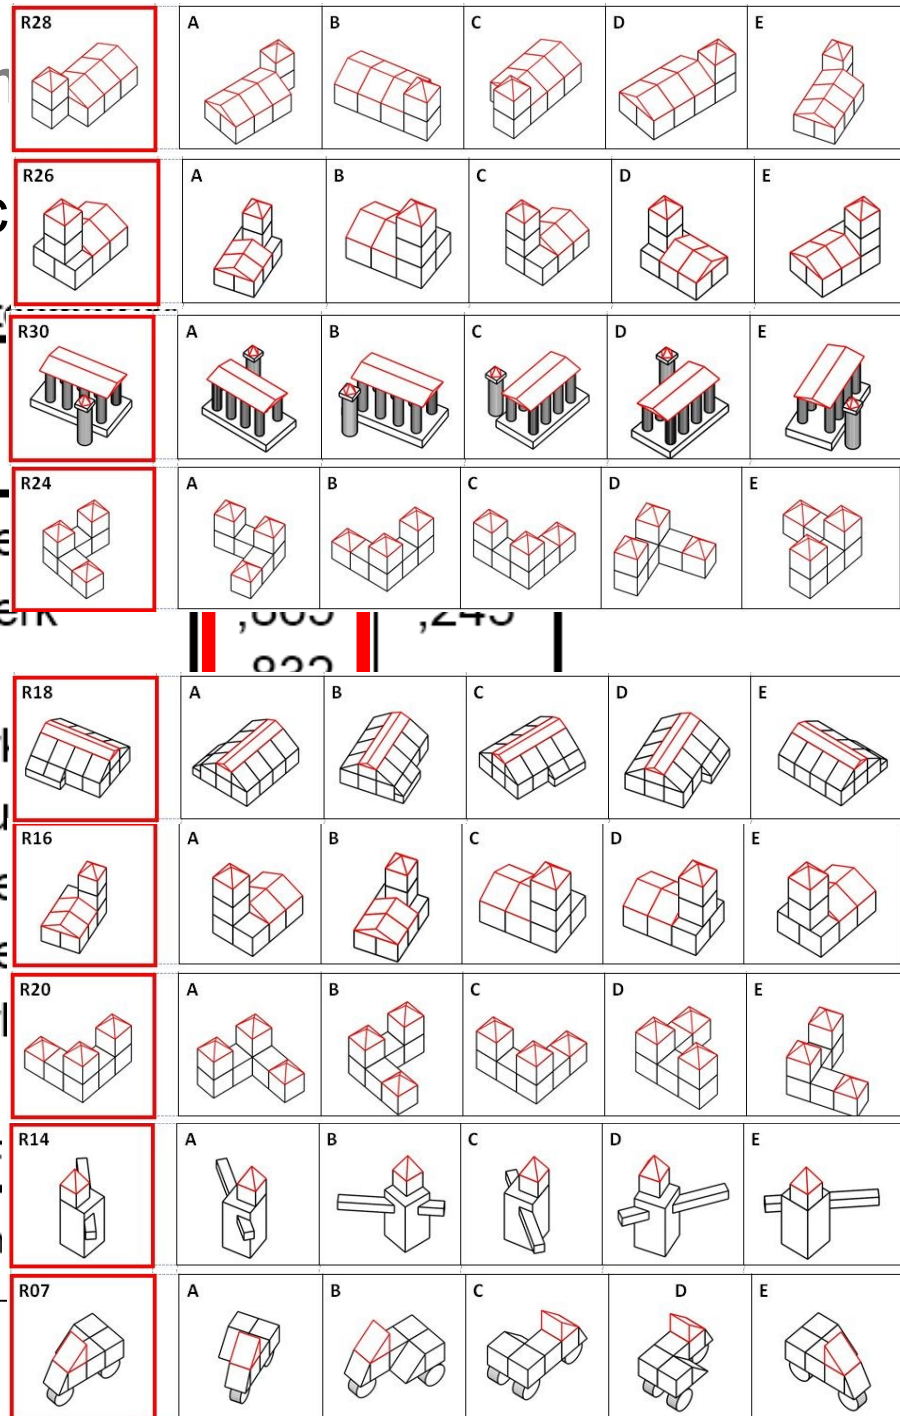 R28 A B C D E
R26 A B C D E
R30 A B C D E
R24 A B C D E
R18 A B C D E
R16 A B C D E
R20 A B C D E
R14 A B C D E
R07 A B C D E